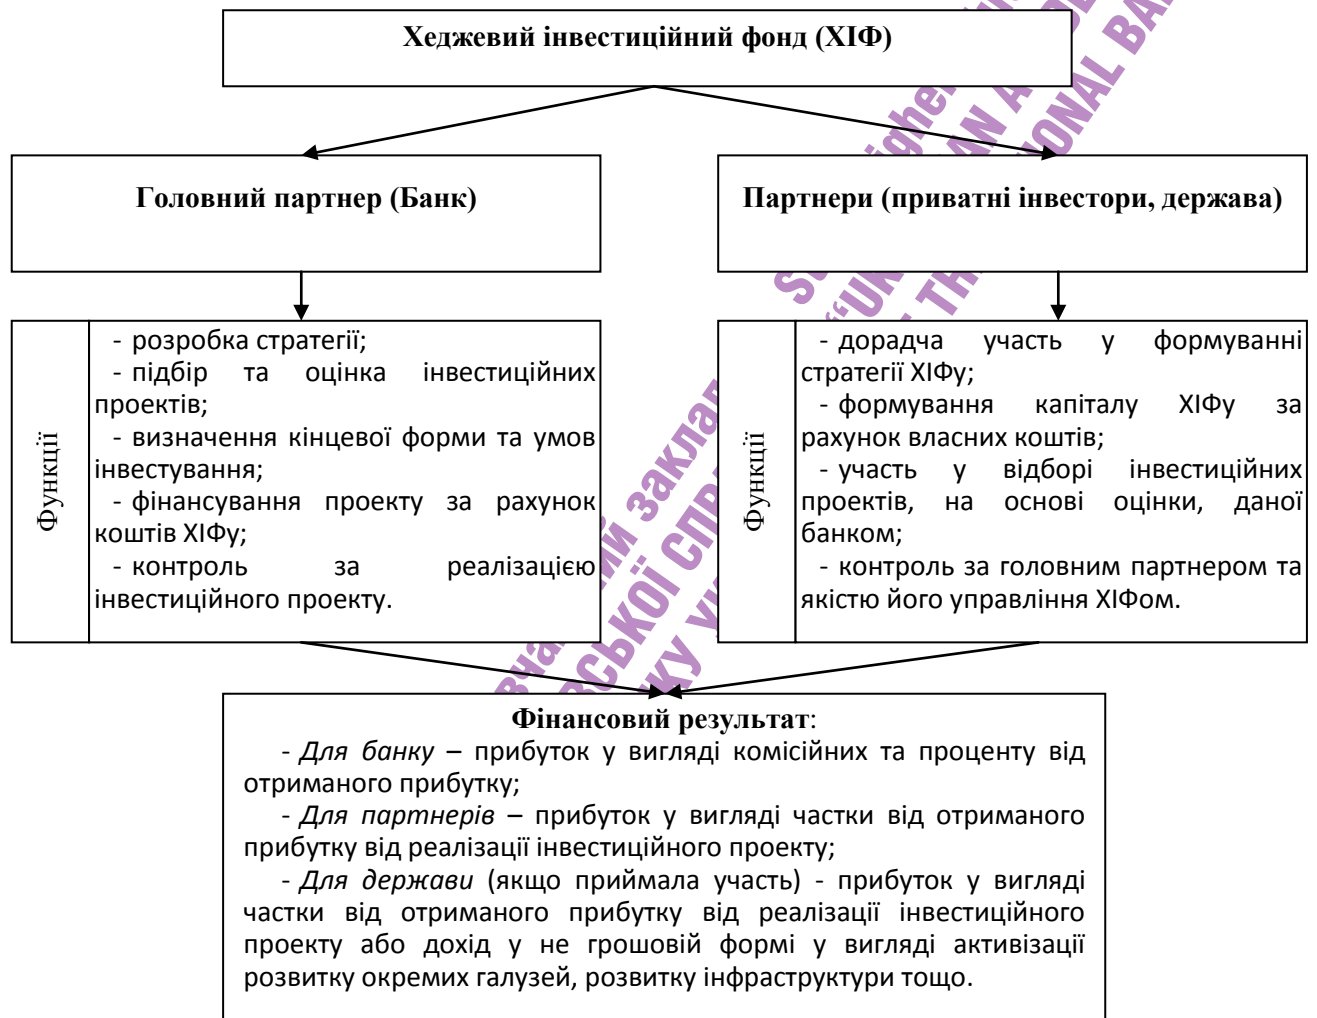 Хеджевий інвестиційний фонд (ХІФ)
Головний партнер (Банк)
Партнери (приватні інвестори, держава)
Функції
- розробка стратегії;
- підбір та оцінка інвестиційних
проектів;
- визначення кінцевої форми та умов
інвестування;
- фінансування проекту за рахунок
коштів ХІФу;
- контроль за реалізацією
інвестиційного проекту.
Функції
- дорадча участь у формуванні
стратегії ХІФу;
- формування капіталу ХІФу за
рахунок власних коштів;
- участь у відборі інвестиційних
проектів, на основі оцінки, даної
банком;
- контроль за головним партнером та
якістю його управління ХІФом.
Фінансовий результат:
- Для банку – прибуток у вигляді комісійних та проценту від
отриманого прибутку;
- Для партнерів – прибуток у вигляді частки від отриманого
прибутку від реалізації інвестиційного проекту;
- Для держави (якщо приймала участь) - прибуток у вигляді
частки від отриманого прибутку від реалізації інвестиційного
проекту або дохід у не грошовій формі у вигляді активізації
розвитку окремих галузей, розвитку інфраструктури тощо.